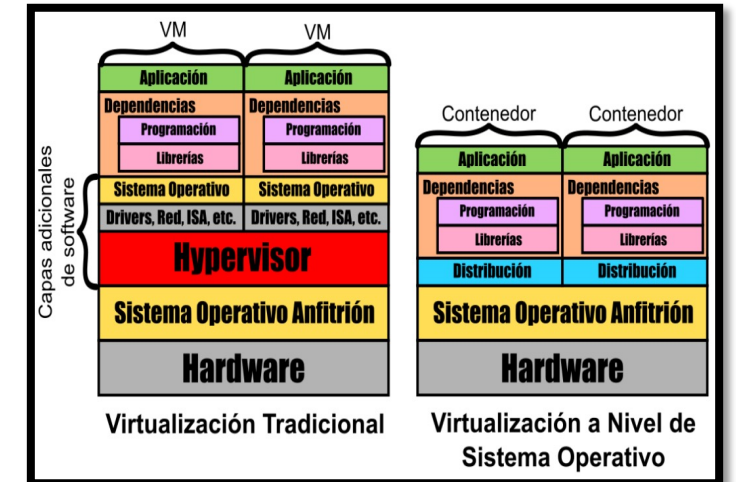 VM VM
Aplicación Aplicación
Dependencias Dependencias
Programación Programación
Librerías Librerías
Sistema Operativo Sistema Operativo
Drivers, Red, ISA, etc. Drivers, Red, ISA, etc.
Hypervisor
Sistema Operativo Anfitrión
Hardware
Capas adicionales
de software
Virtualización Tradicional
Contenedor Contenedor
Aplicación Aplicación
Dependencias Dependencias
Programación Programación
Librerías Librerías
Distribución Distribución
Sistema Operativo Anfitrión
Hardware
Virtualización a Nivel de
Sistema Operativo